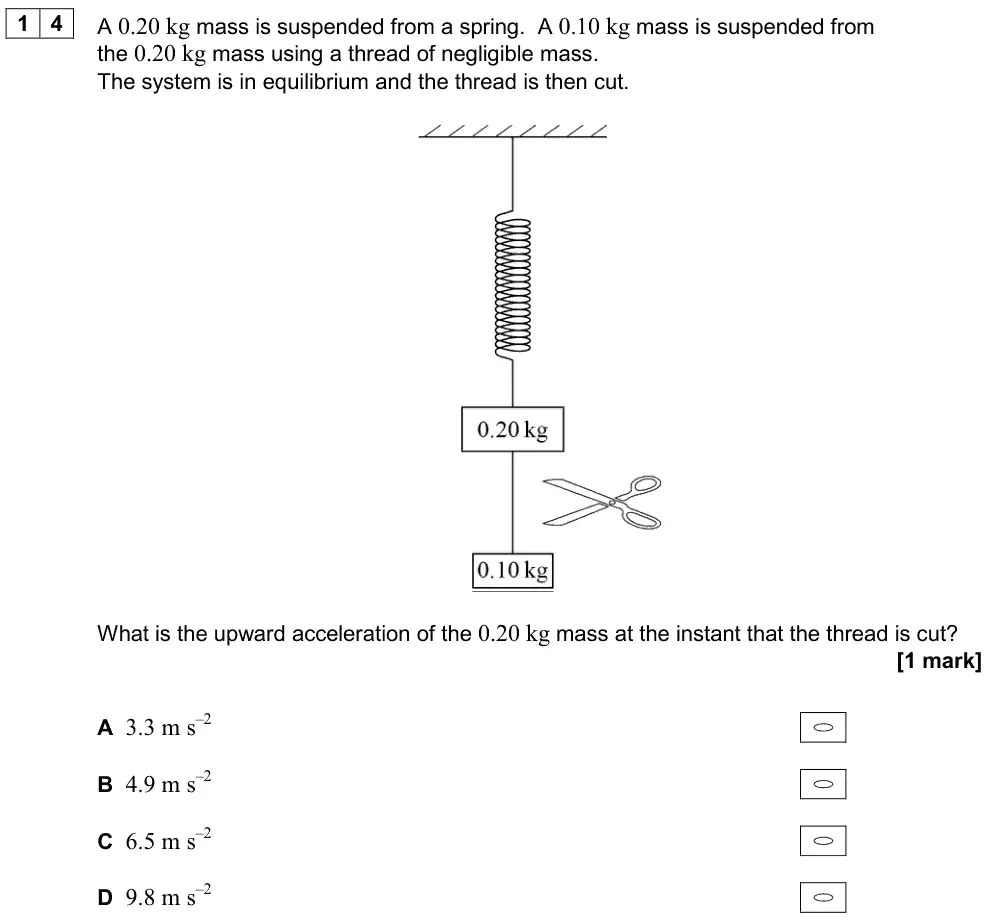 1 4 A 0.20 kg mass is suspended from a spring. A 0.10 kg mass is suspended from
the 0.20 kg mass using a thread of negligible mass.
The system is in equilibrium and the thread is then cut.
0.20 kg
0.10 kg
What is the upward acceleration of the 0.20 kg mass at the instant that the thread is cut?
[1 mark]
A 3.3 m s⁻²
B 4.9 m s⁻²
C 6.5 m s⁻²
D 9.8 m s⁻²